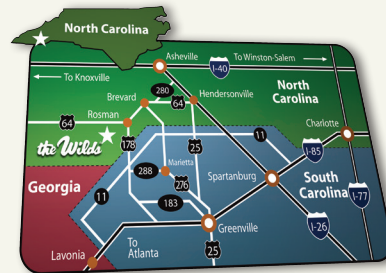 North Carolina
Asheville
To Winston-Salem
I-40
To Knoxville
280
North
Carolina
Brevard
64
Hendersonville
Rosman
64
the Wilds
178
25
11
Charlotte
I-85
Marietta
288
276
Spartanburg
South
Carolina
I-77
Georgia
11
183
Greenville
I-26
To
Atlanta
25
Lavonia